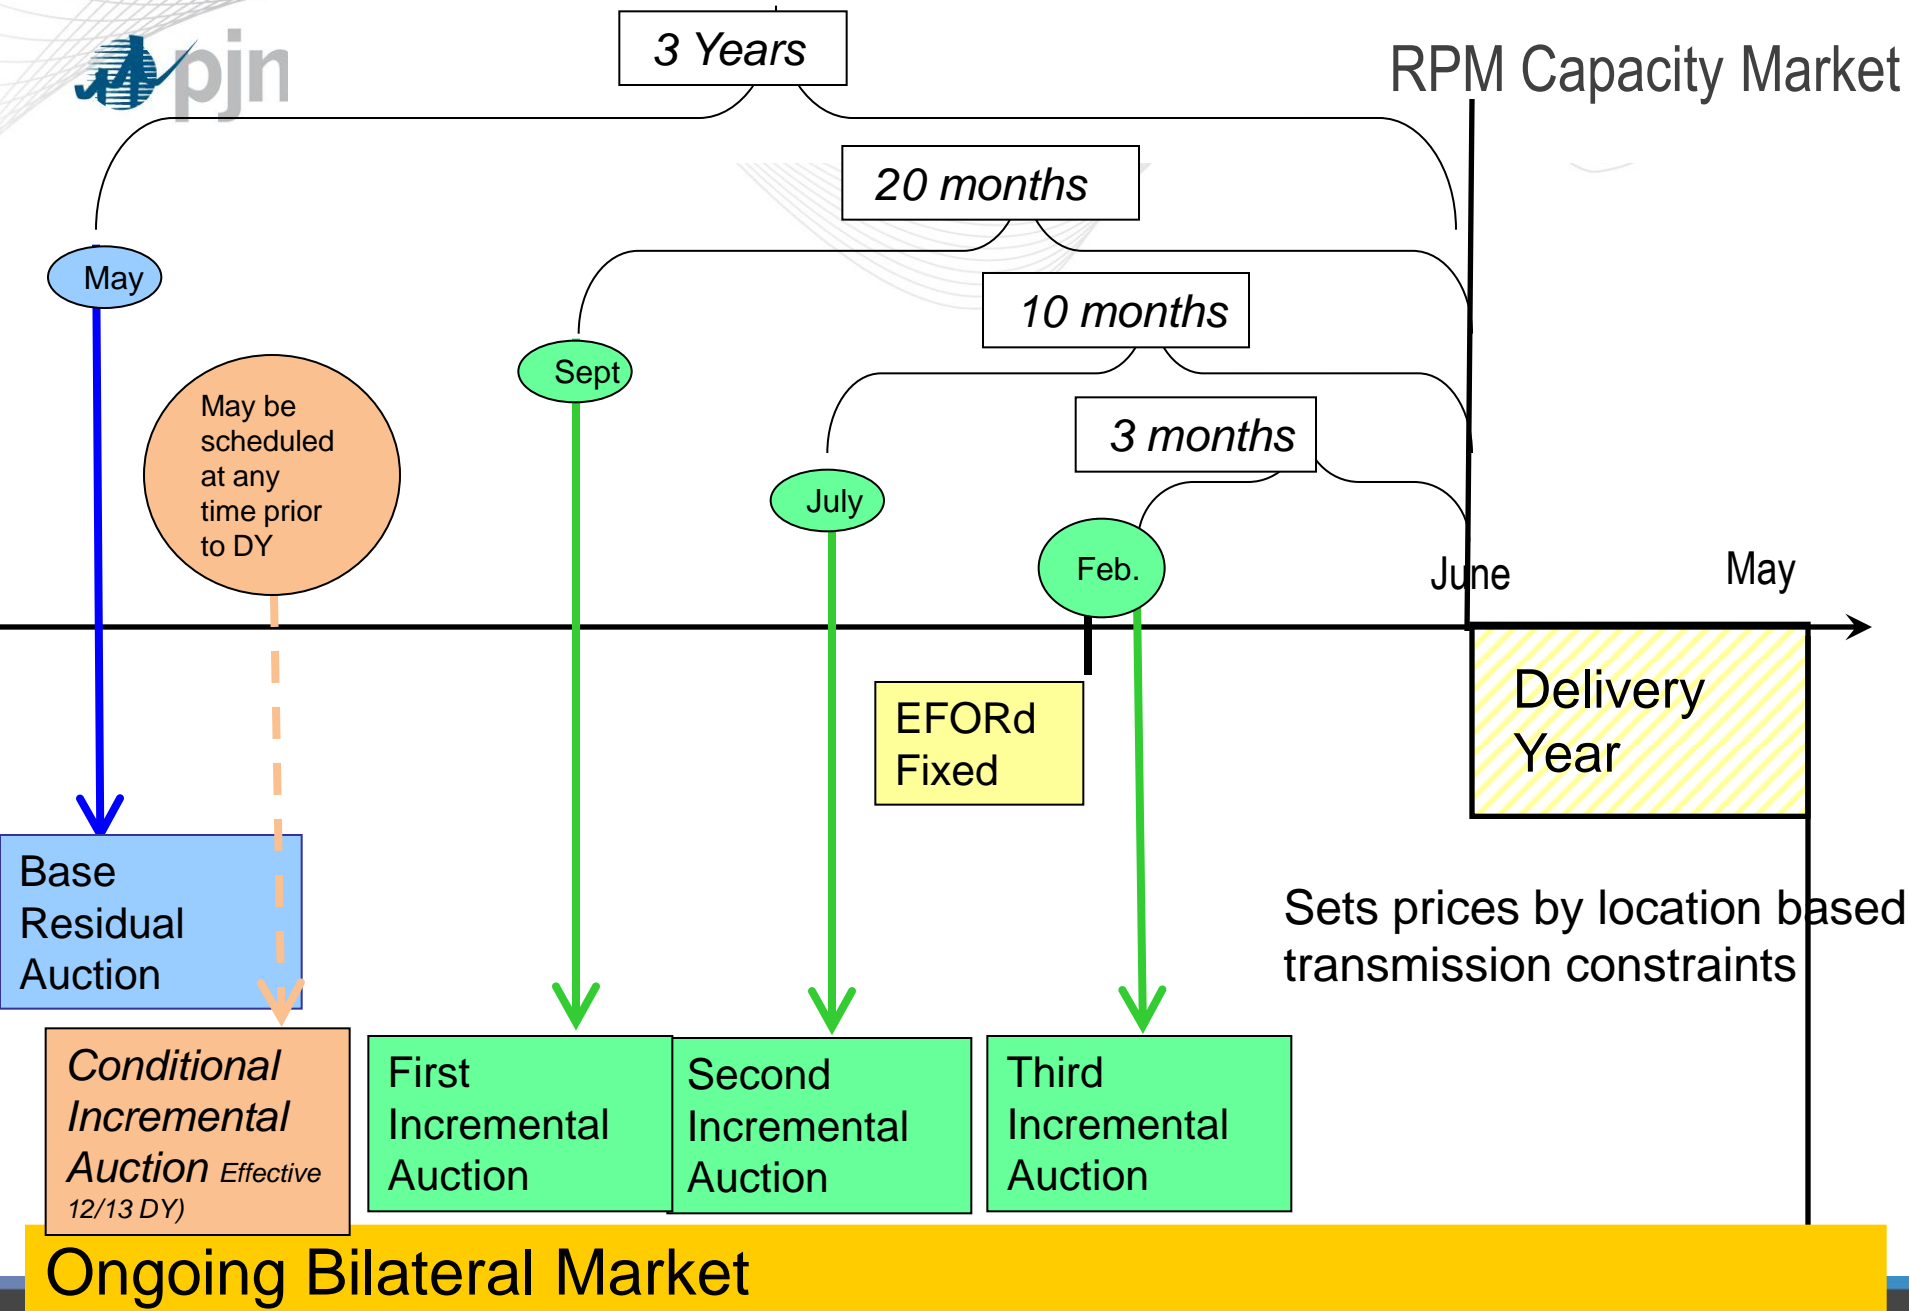 pjn
RPM Capacity Market
3 Years
20 months
10 months
3 months
May
Sept
July
Feb.
May be
scheduled
at any
time prior
to DY
June
May
EFORd
Fixed
Delivery
Year
Base
Residual
Auction
Sets prices by location based
transmission constraints
Conditional
Incremental
Auction Effective
12/13 DY)
First
Incremental
Auction
Second
Incremental
Auction
Third
Incremental
Auction
Ongoing Bilateral Market